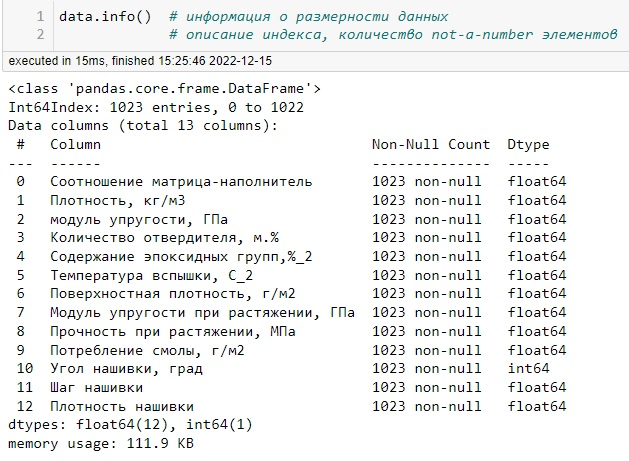 1 data.info() # информация о размерности данных
2 # описание индекса, количество not-a-number элементов
executed in 15ms, finished 15:25:46 2022-12-15
<class 'pandas.core.frame.DataFrame'>
Int64Index: 1023 entries, 0 to 1022
Data columns (total 13 columns):
# Column Non-Null Count Dtype
--- ------ -------------- -----
0 Соотношение матрица-наполнитель 1023 non-null float64
1 Плотность, кг/м3 1023 non-null float64
2 модуль упругости, ГПа 1023 non-null float64
3 Количество отвердителя, м.% 1023 non-null float64
4 Содержание эпоксидных групп,%_2 1023 non-null float64
5 Температура вспышки, С_2 1023 non-null float64
6 Поверхностная плотность, г/м2 1023 non-null float64
7 Модуль упругости при растяжении, ГПа 1023 non-null float64
8 Прочность при растяжении, МПа 1023 non-null float64
9 Потребление смолы, г/м2 1023 non-null float64
10 Угол нашивки, град 1023 non-null int64
11 Шаг нашивки 1023 non-null float64
12 Плотность нашивки 1023 non-null float64
dtypes: float64(12), int64(1)
memory usage: 111.9 KB